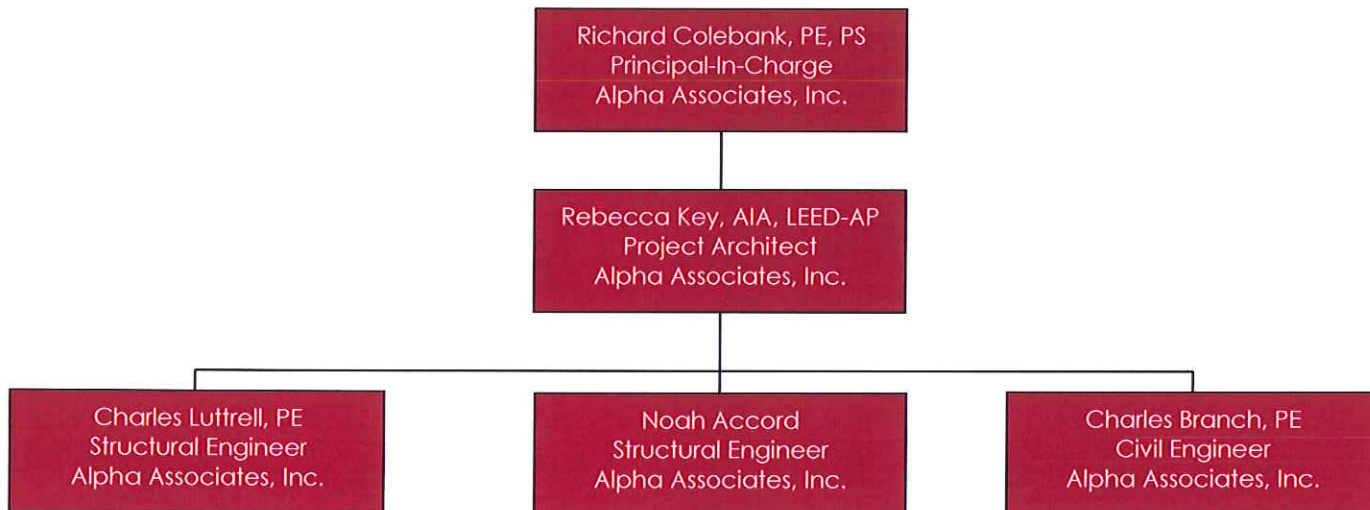 Richard Colebank, PE, PS
Principal-In-Charge
Alpha Associates, Inc.
Rebecca Key, AIA, LEED-AP
Project Architect
Alpha Associates, Inc.
Charles Luttrell, PE
Structural Engineer
Alpha Associates, Inc.
Noah Accord
Structural Engineer
Alpha Associates, Inc.
Charles Branch, PE
Civil Engineer
Alpha Associates, Inc.